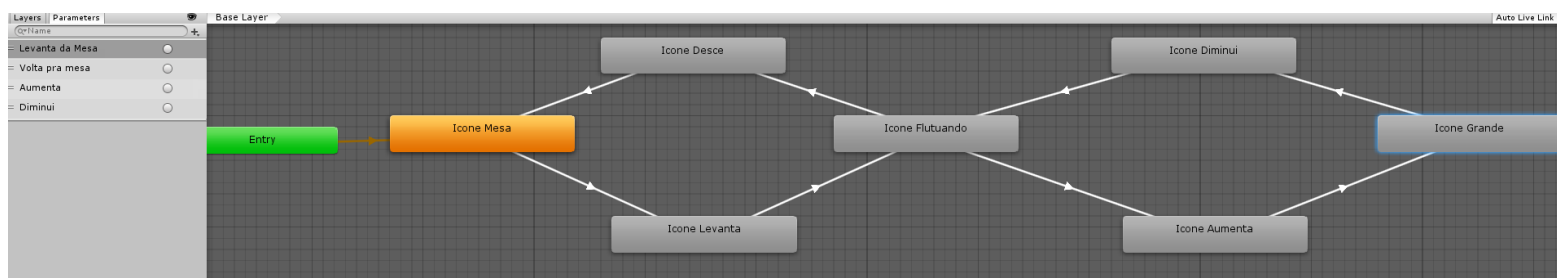 Layers Parameters
Base Layer
Auto Live Link
Name
Levanta da Mesa
Volta pra mesa
Aumenta
Diminui
Icone Desce
Icone Diminui
Entry
Icone Mesa
Icone Flutuando
Icone Grande
Icone Levanta
Icone Aumenta